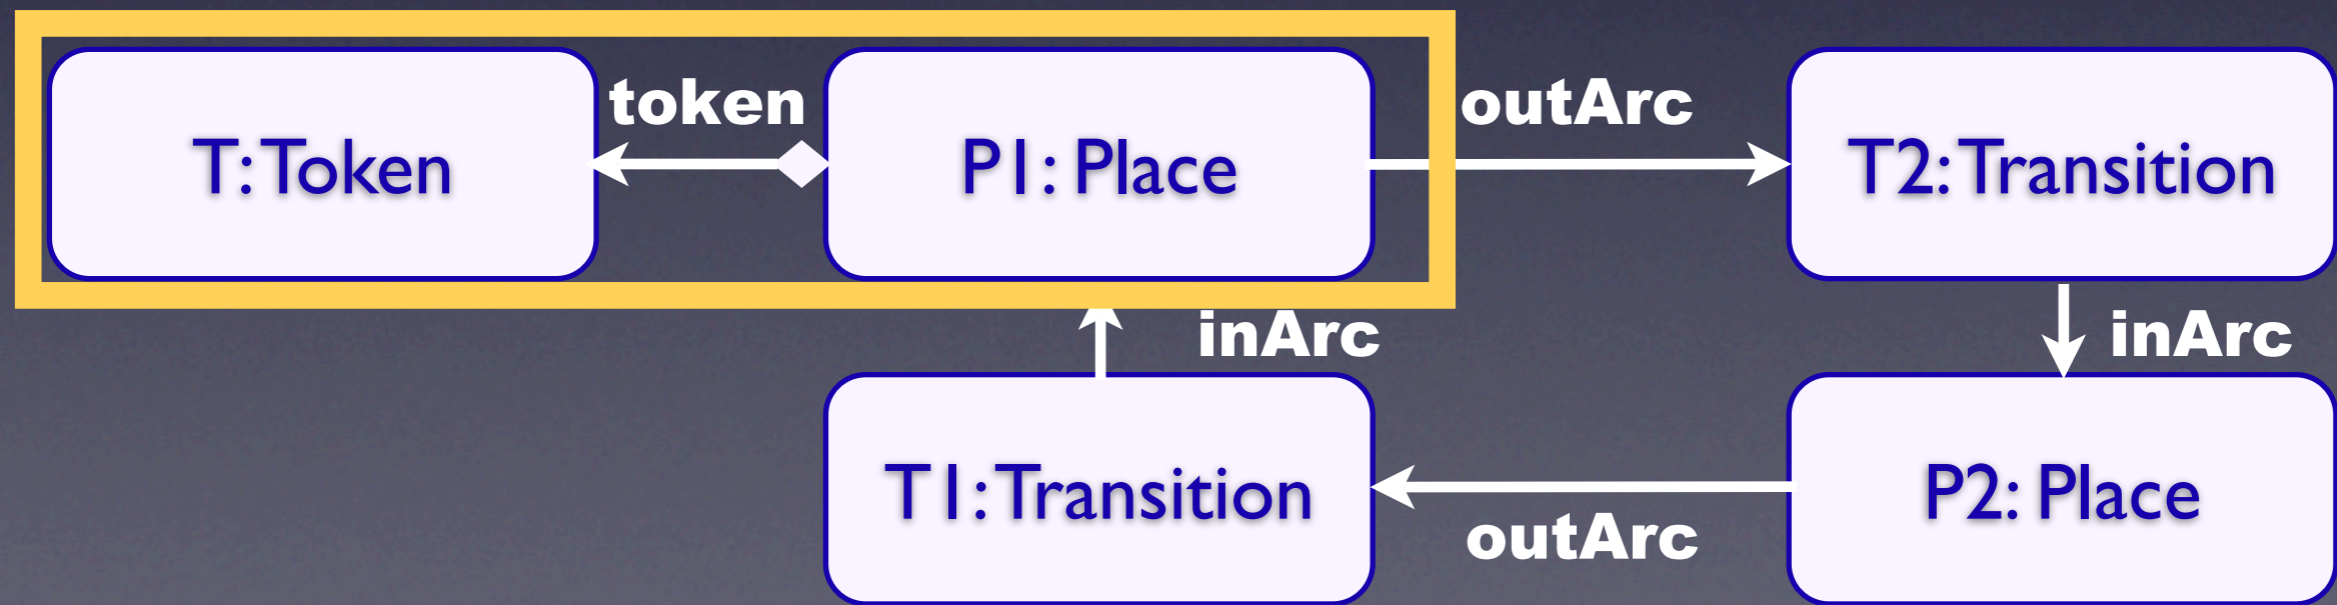 T: Token
token
P1: Place
outArc
T2: Transition
inArc
inArc
T1: Transition
outArc
P2: Place